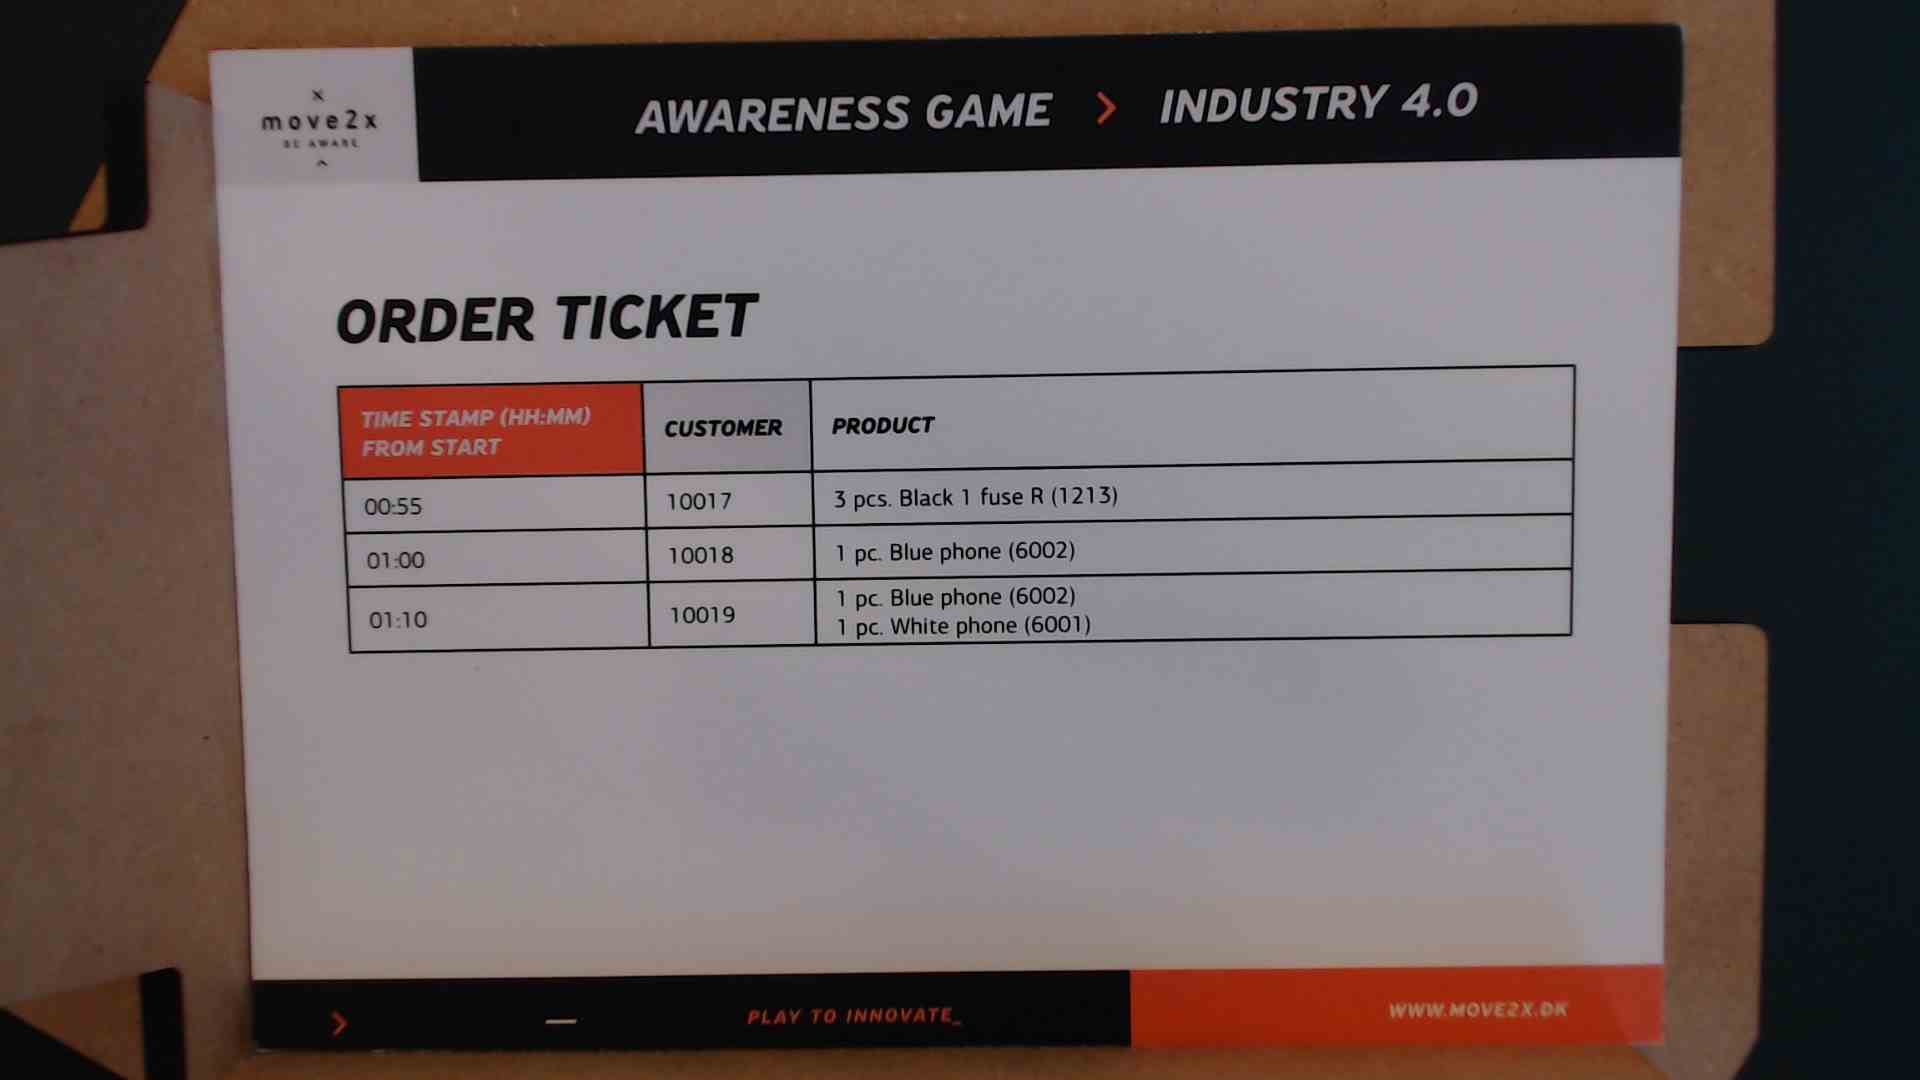 move2x
BE AWARE
AWARENESS GAME > INDUSTRY 4.0
ORDER TICKET
TIME STAMP (HH:MM) FROM START CUSTOMER PRODUCT
00:55 10017 3 pcs. Black 1 fuse R (1213)
01:00 10018 1 pc. Blue phone (6002)
01:10 10019 1 pc. Blue phone (6002)
1 pc. White phone (6001)
PLAY TO INNOVATE_
WWW.MOVE2X.DK